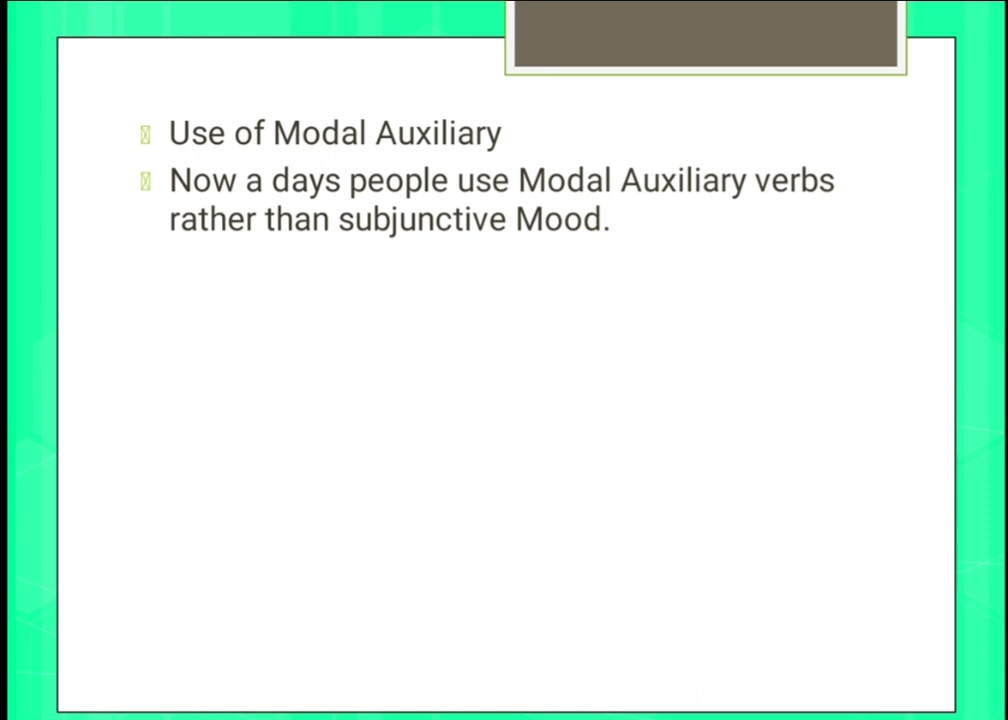 Use of Modal Auxiliary
Now a days people use Modal Auxiliary verbs
rather than subjunctive Mood.